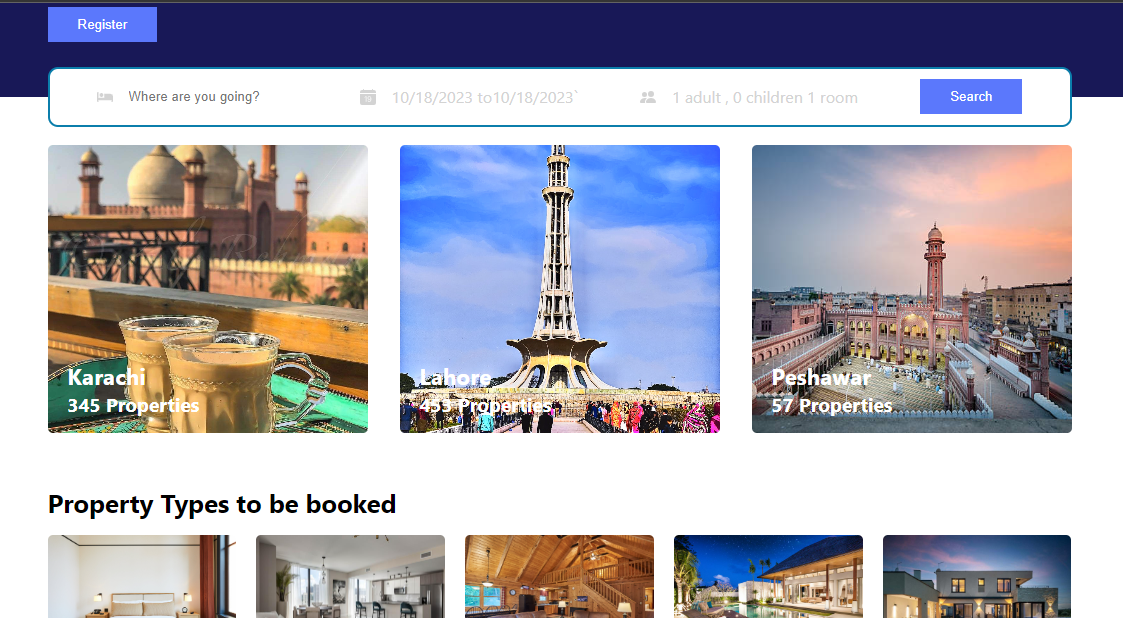 Register
Where are you going?
10/18/2023 to10/18/2023`
1 adult , 0 children 1 room
Search
Karachi
345 Properties
Lahore
453 Properties
Peshawar
57 Properties
Property Types to be booked